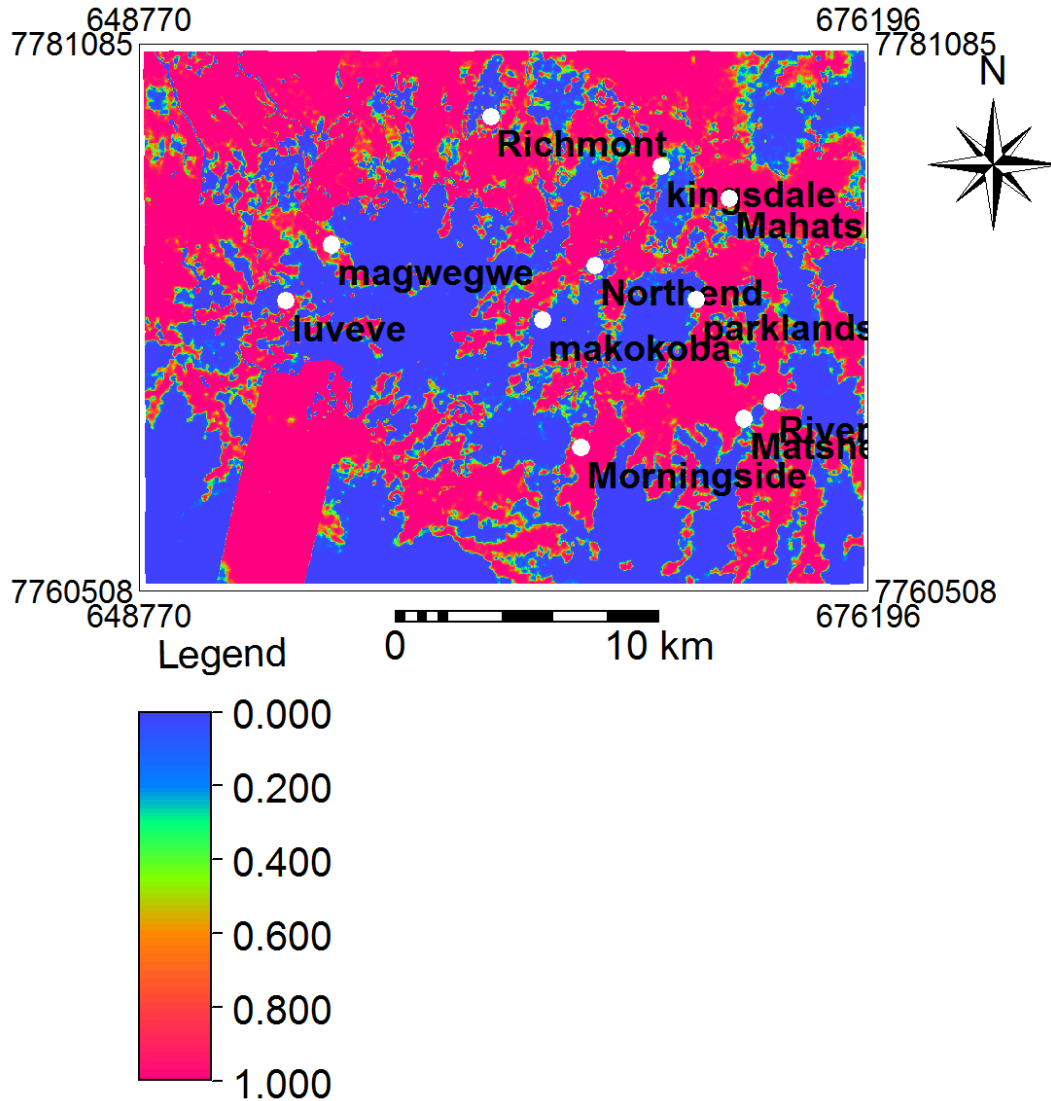 648770 676196
7781085 7781085
N
Richmont
kingsdale
Mahats
magwegwe
Northend
luveve
parklands
makokoba
River
Matshe
Morningside
7760508 7760508
648770 676196
0 10 km
Legend
0.000
0.200
0.400
0.600
0.800
1.000